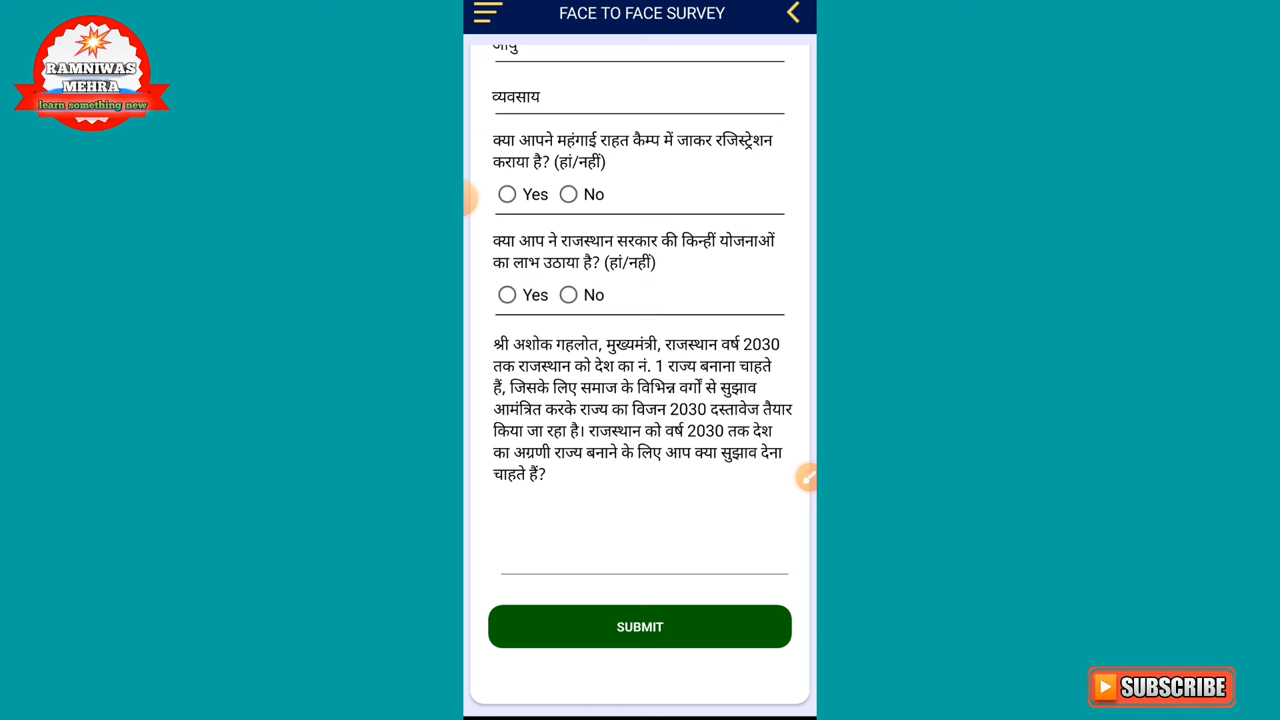 FACE TO FACE SURVEY
RAMNIWAS
MEHRA
learn something new
आयु
व्यवसाय
क्या आपने महंगाई राहत कैम्प में जाकर रजिस्ट्रेशन
कराया है? (हां/नहीं)
Yes No
क्या आप ने राजस्थान सरकार की किन्हीं योजनाओं
का लाभ उठाया है? (हां/नहीं)
Yes No
श्री अशोक गहलोत, मुख्यमंत्री, राजस्थान वर्ष 2030
तक राजस्थान को देश का नं. 1 राज्य बनाना चाहते
हैं, जिसके लिए समाज के विभिन्न वर्गों से सुझाव
आमंत्रित करके राज्य का विजन 2030 दस्तावेज तैयार
किया जा रहा है। राजस्थान को वर्ष 2030 तक देश
का अग्रणी राज्य बनाने के लिए आप क्या सुझाव देना
चाहते हैं?
SUBMIT
SUBSCRIBE